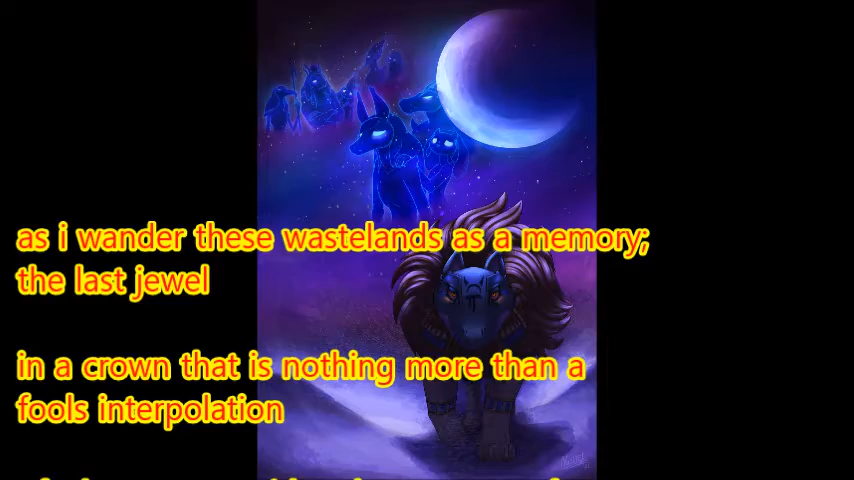 as i wander these wastelands as a memory;
the last jewel
in a crown that is nothing more than a
fools interpolation